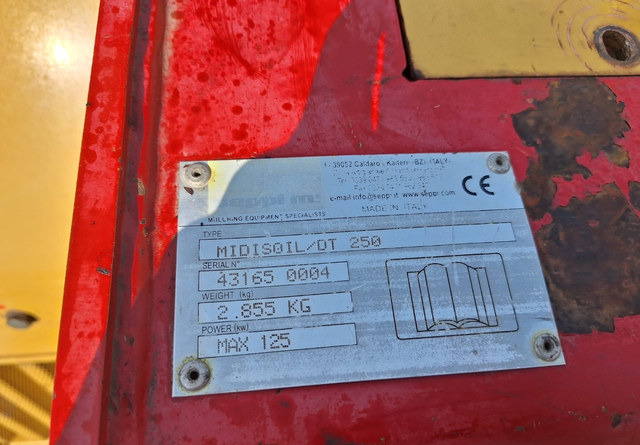 I - 39052 Caldaro - Kaltern (BZ), ITALY
e-mail info@seppi.it www.seppi.com
MADE IN ITALY
CE
seppi m.
MULCHING EQUIPMENT SPECIALISTS
TYPE
MIDISOIL/DT 250
SERIAL N°
43165 0004
WEIGHT (kg)
2.855 KG
POWER (kw)
MAX 125